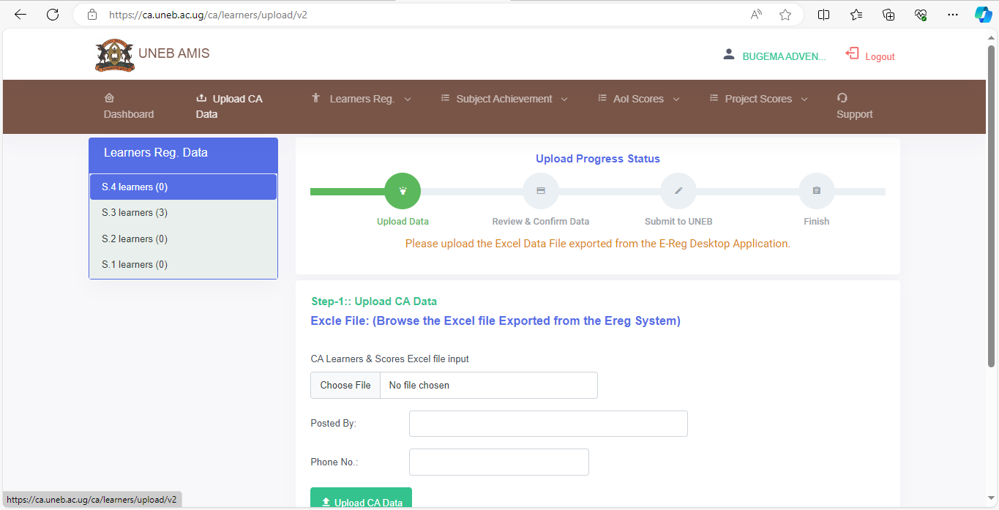 https://ca.uneb.ac.ug/ca/learners/upload/v2
UNEB AMIS
BUGEMA ADVEN...
Logout
Dashboard
Upload CA
Data
Learners Reg.
Subject Achievement
AoI Scores
Project Scores
Support
Learners Reg. Data
S.4 learners (0)
S.3 learners (3)
S.2 learners (0)
S.1 learners (0)
Upload Progress Status
Upload Data
Review & Confirm Data
Submit to UNEB
Finish
Please upload the Excel Data File exported from the E-Reg Desktop Application.
Step-1:: Upload CA Data
Excle File: (Browse the Excel file Exported from the Ereg System)
CA Learners & Scores Excel file input
Choose File No file chosen
Posted By:
Phone No.:
Upload CA Data
https://ca.uneb.ac.ug/ca/learners/upload/v2